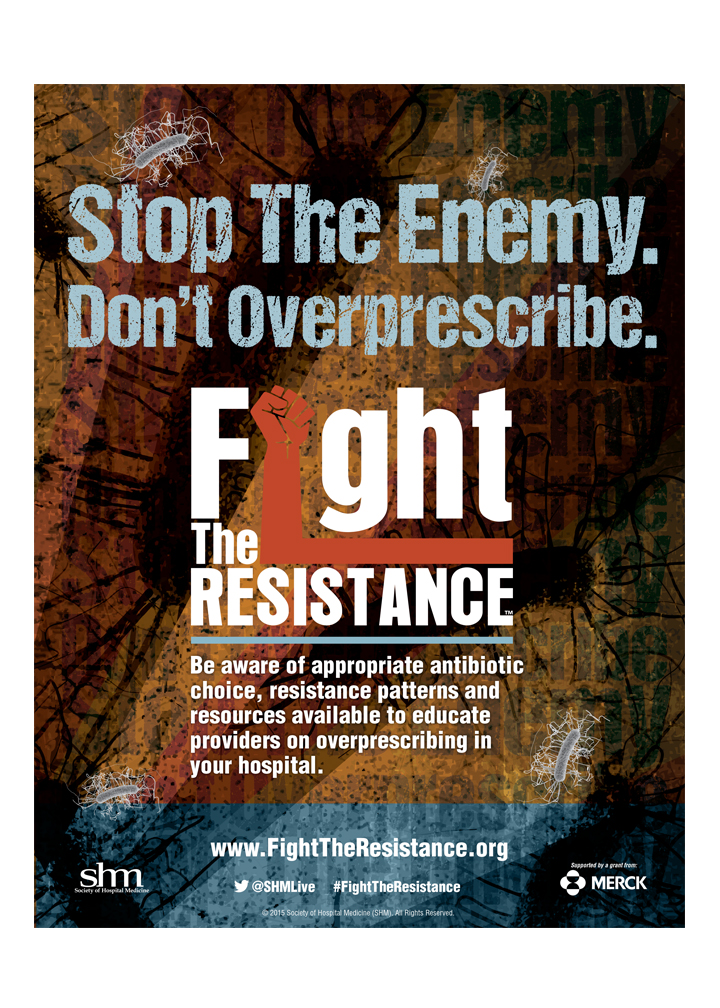 Stop The Enemy.
Don't Overprescribe.
Fight
The
RESISTANCE™
Be aware of appropriate antibiotic
choice, resistance patterns and
resources available to educate
providers on overprescribing in
your hospital.
www.FightTheResistance.org
shm
Society of Hospital Medicine
@SHMLive #FightTheResistance
Supported by a grant from:
MERCK
© 2015 Society of Hospital Medicine (SHM). All Rights Reserved.